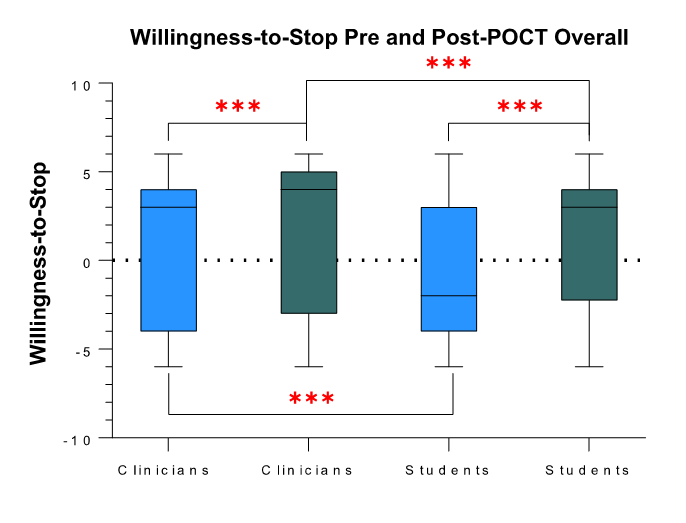 Willingness-to-Stop Pre and Post-POCT Overall
***
***
***
10
5
0
-5
-10
Willingness-to-Stop
***
Clinicians
Clinicians
Students
Students